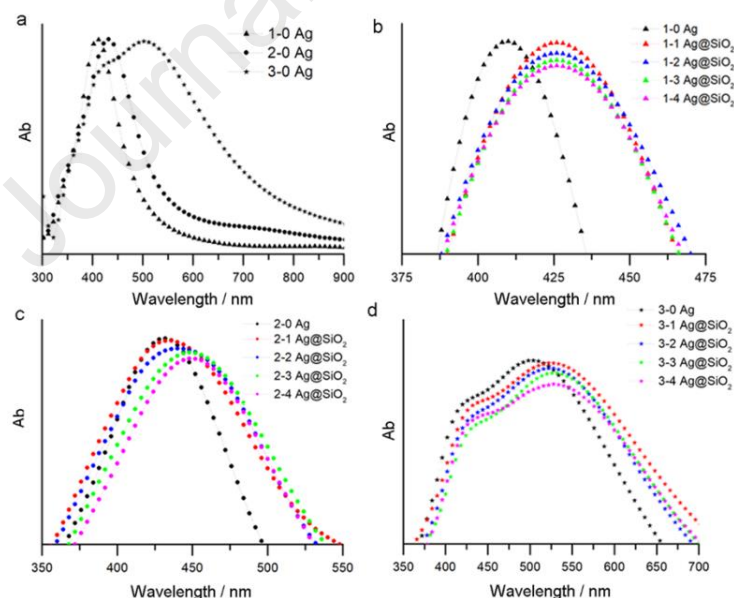 Journa
a
1-0 Ag
2-0 Ag
3-0 Ag
Ab
300 400 500 600 700 800 900
Wavelength / nm
b
1-0 Ag
1-1 Ag@SiO₂
1-2 Ag@SiO₂
1-3 Ag@SiO₂
1-4 Ag@SiO₂
Ab
375 400 425 450 475
Wavelength / nm
c
2-0 Ag
2-1 Ag@SiO₂
2-2 Ag@SiO₂
2-3 Ag@SiO₂
2-4 Ag@SiO₂
Ab
350 400 450 500 550
Wavelength / nm
d
3-0 Ag
3-1 Ag@SiO₂
3-2 Ag@SiO₂
3-3 Ag@SiO₂
3-4 Ag@SiO₂
Ab
350 400 450 500 550 600 650 700
Wavelength / nm